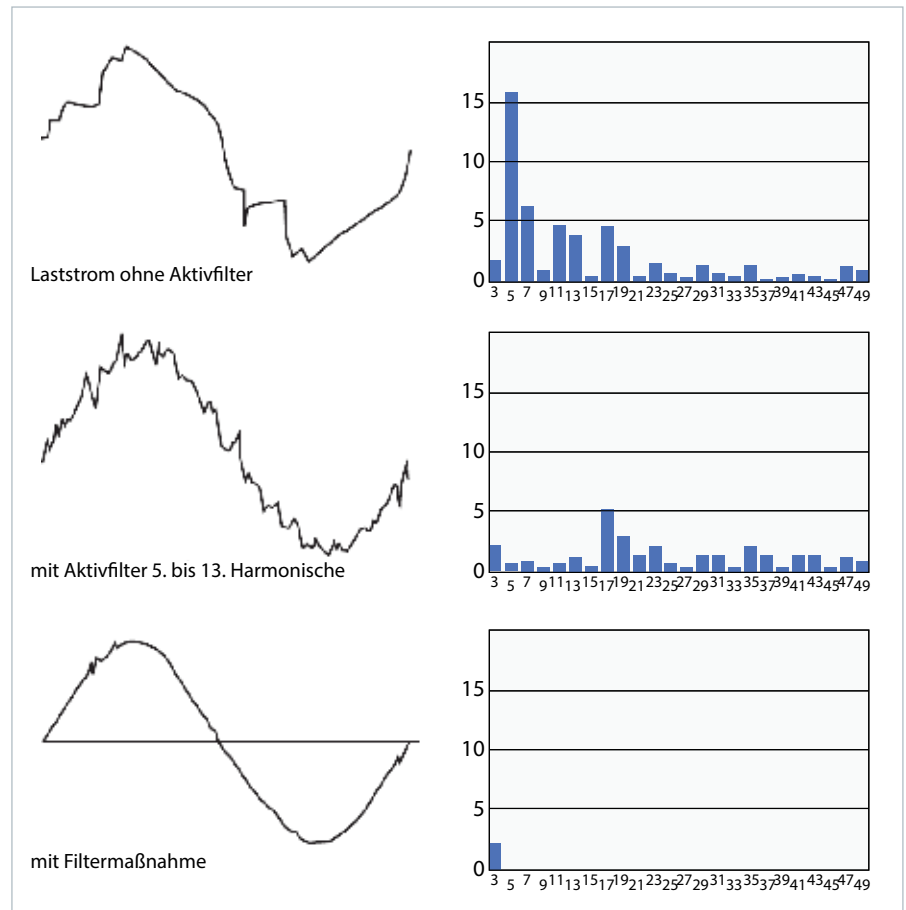 15
10
5
0
3 5 7 9 11 13 15 17 19 21 23 25 27 29 31 33 35 37 39 41 43 45 47 49
Laststrom ohne Aktivfilter
15
10
5
0
3 5 7 9 11 13 15 17 19 21 23 25 27 29 31 33 35 37 39 41 43 45 47 49
mit Aktivfilter 5. bis 13. Harmonische
15
10
5
0
3 5 7 9 11 13 15 17 19 21 23 25 27 29 31 33 35 37 39 41 43 45 47 49
mit Filtermaßnahme